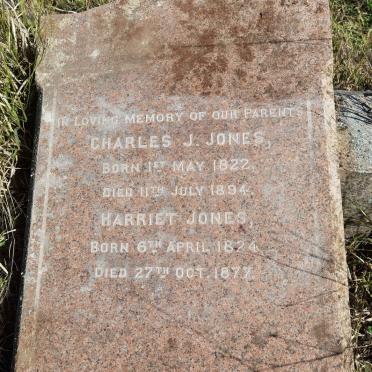 IN LOVING MEMORY OF OUR PARENTS
CHARLES J. JONES,
BORN 1ST MAY 1822.
DIED 11TH JULY 1894.
HARRIET JONES,
BORN 6TH APRIL 1824
DIED 27TH OCT. 1877.